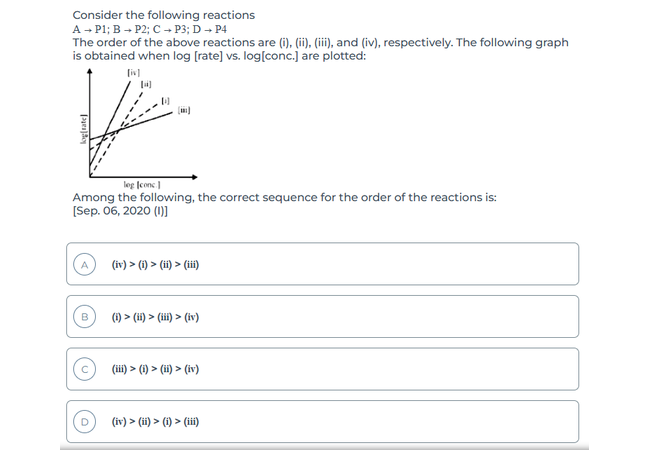 Consider the following reactions
A → P1; B → P2; C → P3; D → P4
The order of the above reactions are (i), (ii), (iii), and (iv), respectively. The following graph
is obtained when log [rate] vs. log[conc.] are plotted:
[iv]
[ii]
[i]
[iii]
log[rate]
log [conc.]
Among the following, the correct sequence for the order of the reactions is:
[Sep. 06, 2020 (I)]
A
(iv) > (i) > (ii) > (iii)
B
(i) > (ii) > (iii) > (iv)
C
(iii) > (i) > (ii) > (iv)
D
(iv) > (ii) > (i) > (iii)